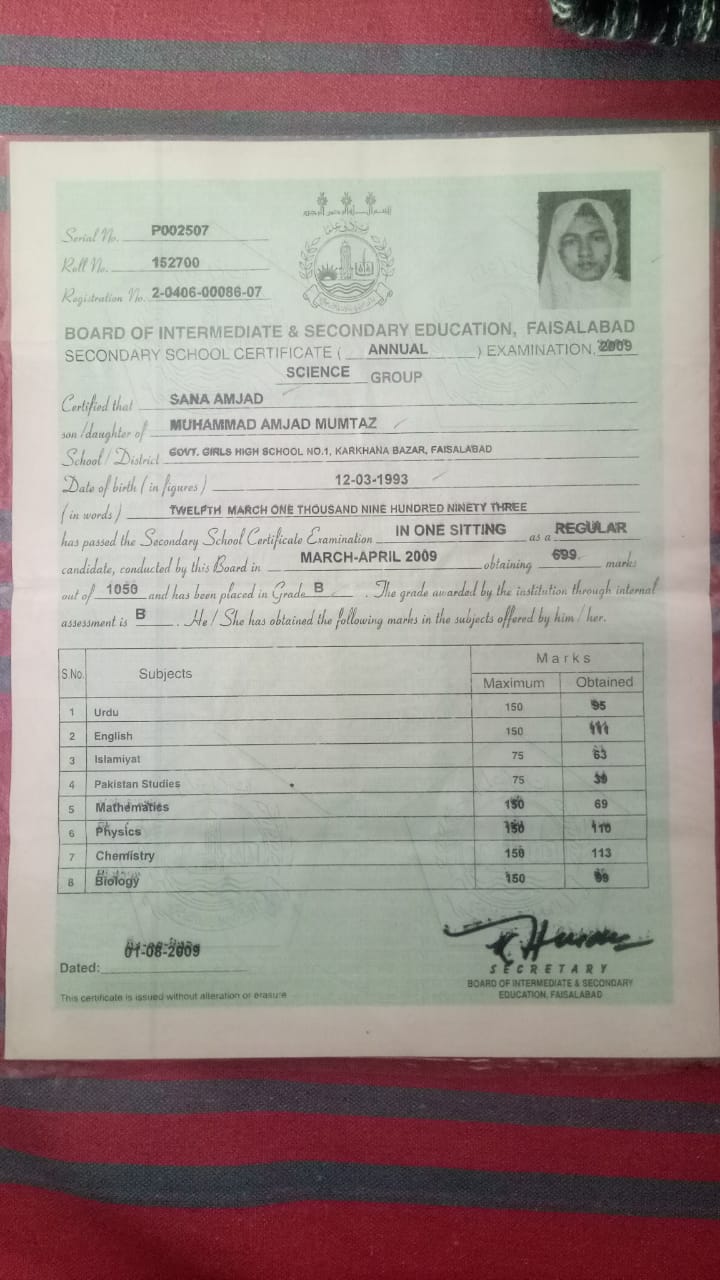 Serial No. P002507
Roll No. 152700
Registration No. 2-0406-00086-07
BOARD OF INTERMEDIATE & SECONDARY EDUCATION, FAISALABAD
SECONDARY SCHOOL CERTIFICATE ( ANNUAL ) EXAMINATION, 2009
SCIENCE GROUP
Certified that SANA AMJAD
son/daughter of MUHAMMAD AMJAD MUMTAZ
School / District GOVT. GIRLS HIGH SCHOOL NO.1, KARKHANA BAZAR, FAISALABAD
Date of birth ( in figures ) 12-03-1993
( in words ) TWELFTH MARCH ONE THOUSAND NINE HUNDRED NINETY THREE
has passed the Secondary School Certificate Examination IN ONE SITTING as a REGULAR
candidate, conducted by this Board in MARCH-APRIL 2009 obtaining 699 marks
out of 1050 and has been placed in Grade B . The grade awarded by the institution through internal
assessment is B . He / She has obtained the following marks in the subjects offered by him / her.
S.No. Subjects Marks
Maximum Obtained
1 Urdu 150 95
2 English 150 111
3 Islamiyat 75 63
4 Pakistan Studies 75 39
5 Mathematics 150 69
6 Physics 150 110
7 Chemistry 150 113
8 Biology 150 99
Dated: 01-08-2009
SECRETARY
BOARD OF INTERMEDIATE & SECONDARY
EDUCATION, FAISALABAD
This certificate is issued without alteration or erasure